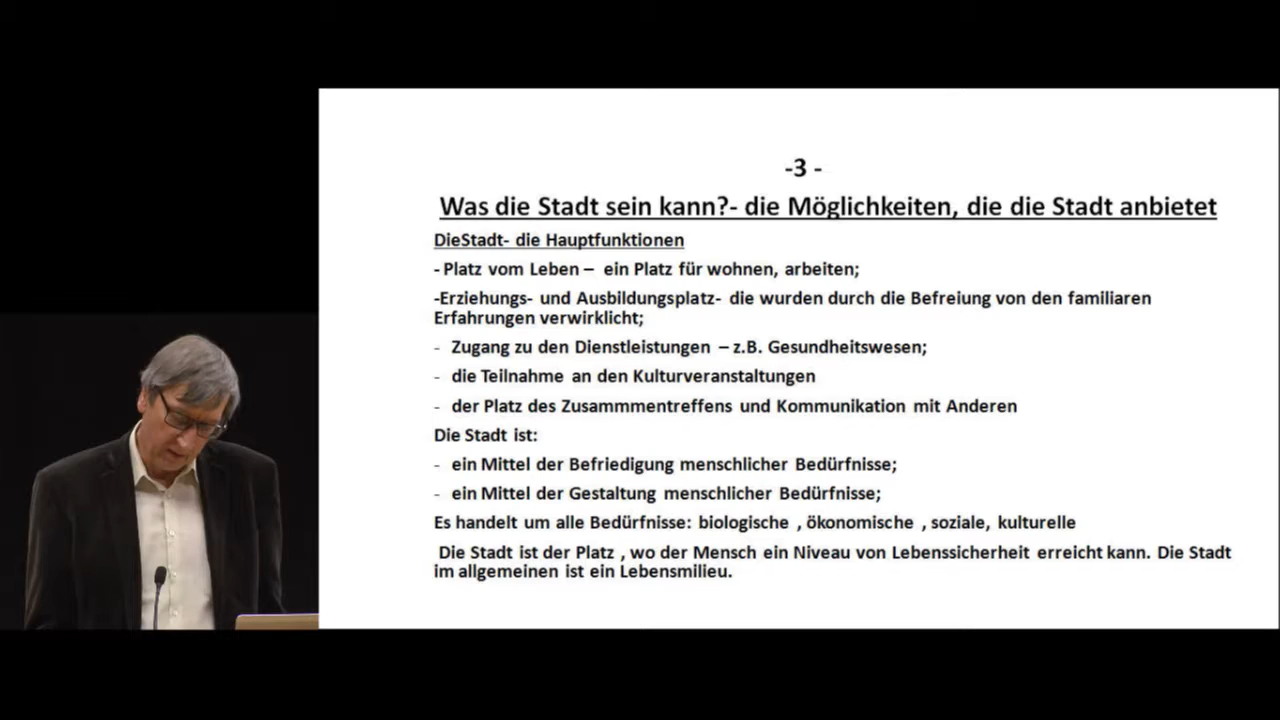 -3 -
Was die Stadt sein kann?- die Möglichkeiten, die die Stadt anbietet
DieStadt- die Hauptfunktionen
- Platz vom Leben – ein Platz für wohnen, arbeiten;
-Erziehungs- und Ausbildungsplatz- die wurden durch die Befreiung von den familiaren
Erfahrungen verwirklicht;
- Zugang zu den Dienstleistungen – z.B. Gesundheitswesen;
- die Teilnahme an den Kulturveranstaltungen
- der Platz des Zusammmentreffens und Kommunikation mit Anderen
Die Stadt ist:
- ein Mittel der Befriedigung menschlicher Bedürfnisse;
- ein Mittel der Gestaltung menschlicher Bedürfnisse;
Es handelt um alle Bedürfnisse: biologische , ökonomische , soziale, kulturelle
Die Stadt ist der Platz , wo der Mensch ein Niveau von Lebenssicherheit erreicht kann. Die Stadt
im allgemeinen ist ein Lebensmilieu.